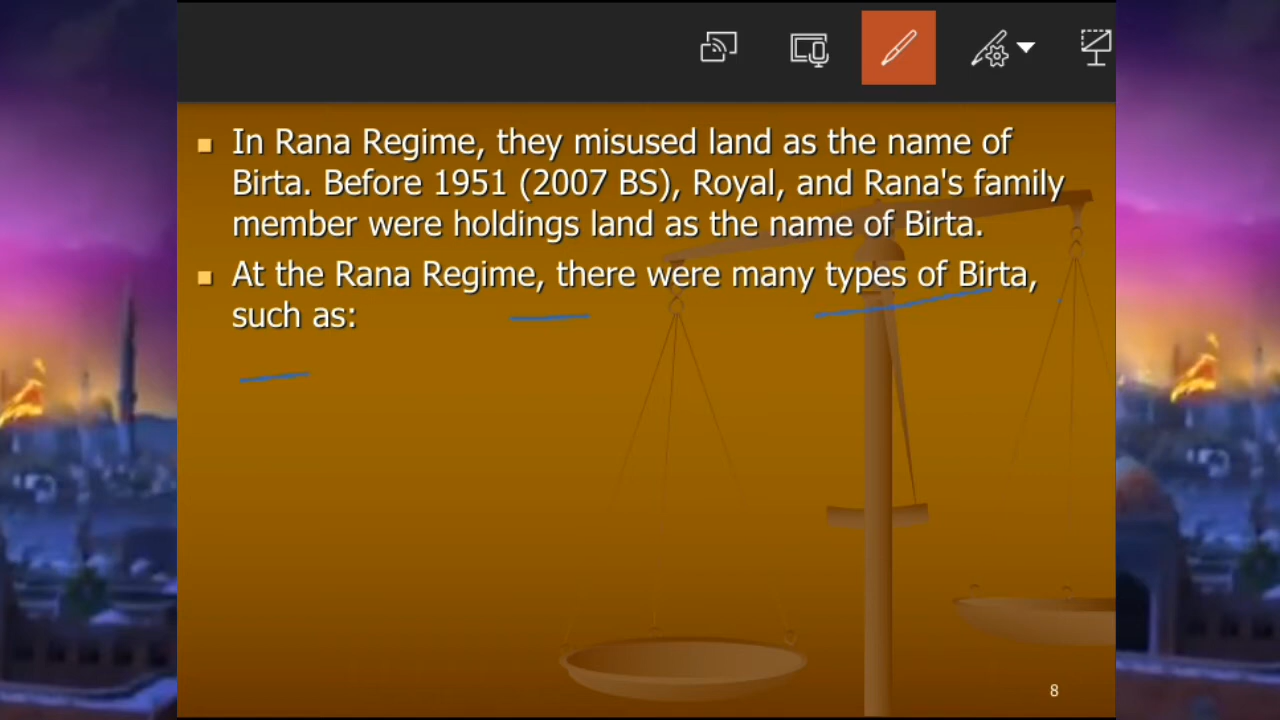 In Rana Regime, they misused land as the name of
Birta. Before 1951 (2007 BS), Royal, and Rana's family
member were holdings land as the name of Birta.
At the Rana Regime, there were many types of Birta,
such as:
8